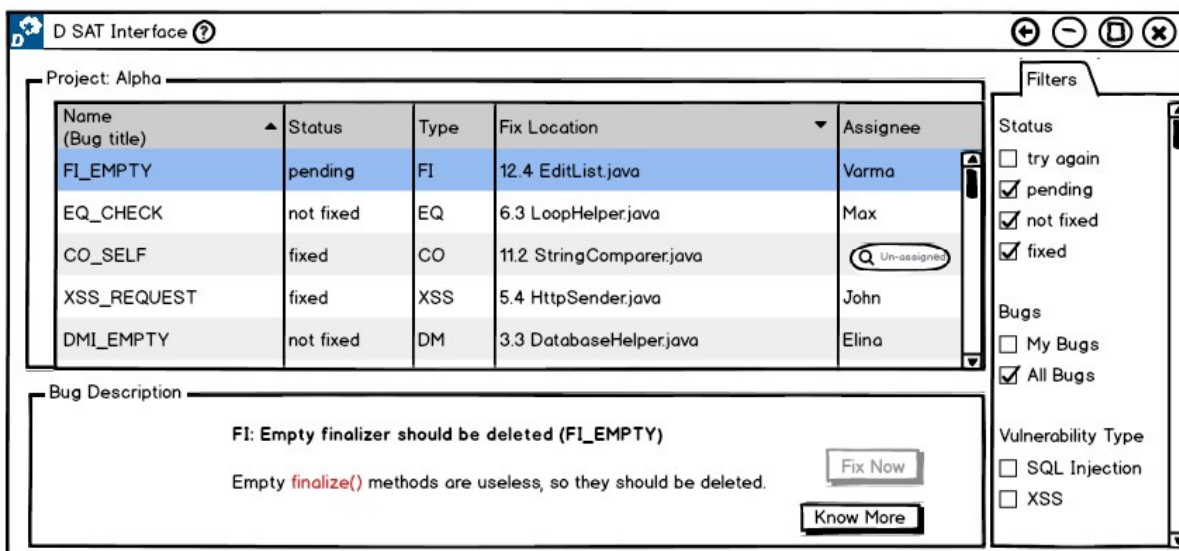 D
D SAT Interface ?
Project: Alpha
Filters
Name
(Bug title) Status Type Fix Location Assignee
FI_EMPTY pending FI 12.4 EditList.java Varma
EQ_CHECK not fixed EQ 6.3 LoopHelper.java Max
CO_SELF fixed CO 11.2 StringComparer.java Un-assigned
XSS_REQUEST fixed XSS 5.4 HttpSender.java John
DMI_EMPTY not fixed DM 3.3 DatabaseHelper.java Elina
Status
try again
pending
not fixed
fixed
Bugs
My Bugs
All Bugs
Vulnerability Type
SQL Injection
XSS
Bug Description
FI: Empty finalizer should be deleted (FI_EMPTY)
Empty finalize() methods are useless, so they should be deleted.
Fix Now
Know More